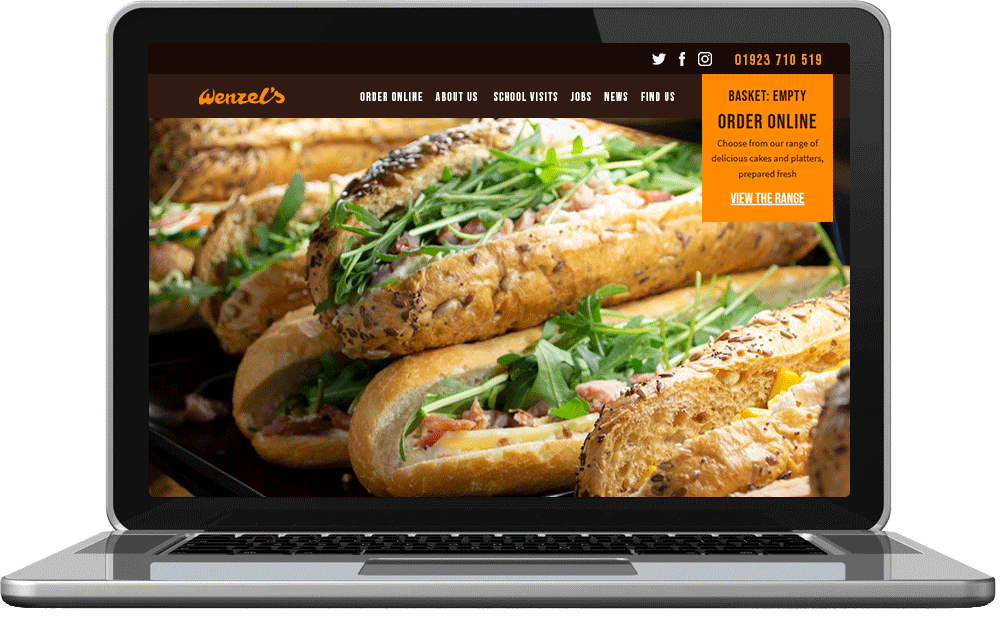 01923 710 519
Wenzel's
ORDER ONLINE ABOUT US SCHOOL VISITS JOBS NEWS FIND US
BASKET: EMPTY
ORDER ONLINE
Choose from our range of
delicious cakes and platters,
prepared fresh
VIEW THE RANGE